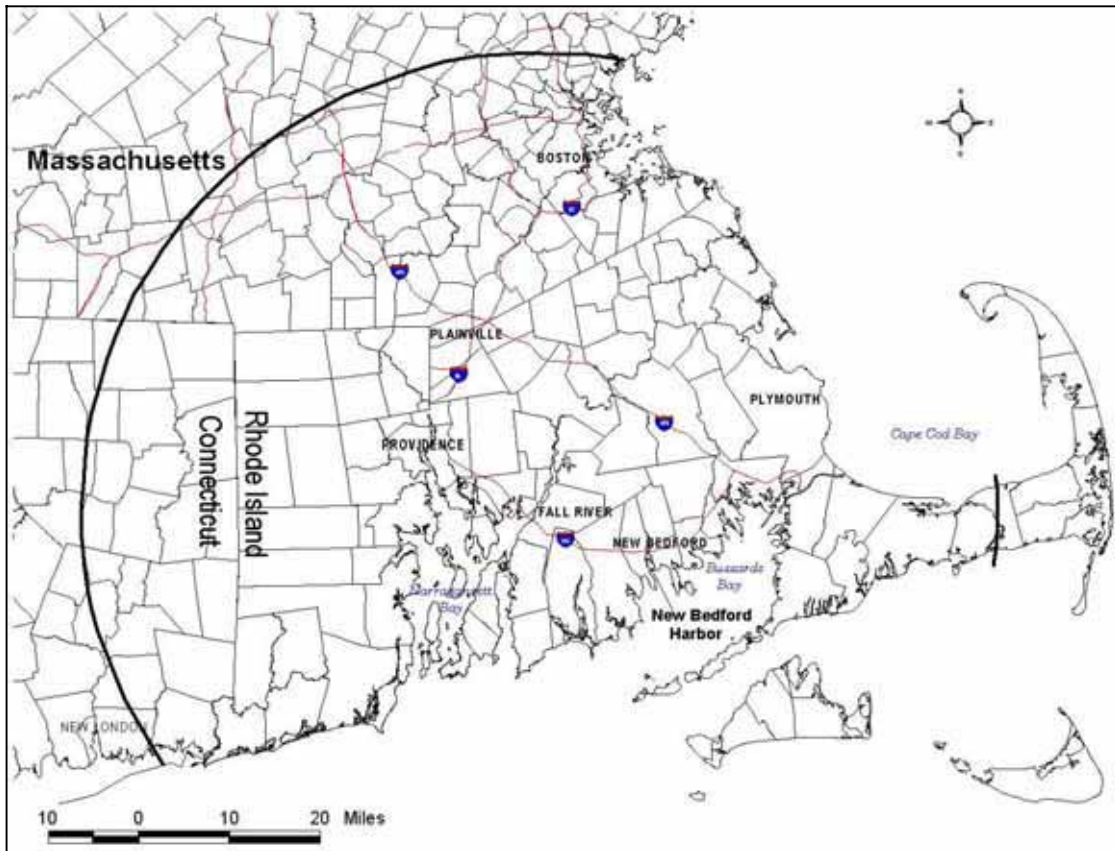 Massachusetts
BOSTON
PLAINVILLE
PLYMOUTH
Cape Cod Bay
Rhode Island
Connecticut
PROVIDENCE
FALL RIVER
NEW BEDFORD
Buzzards
Bay
Narragansett
Bay
New Bedford
Harbor
NEW LONDON
10 0 10 20 Miles